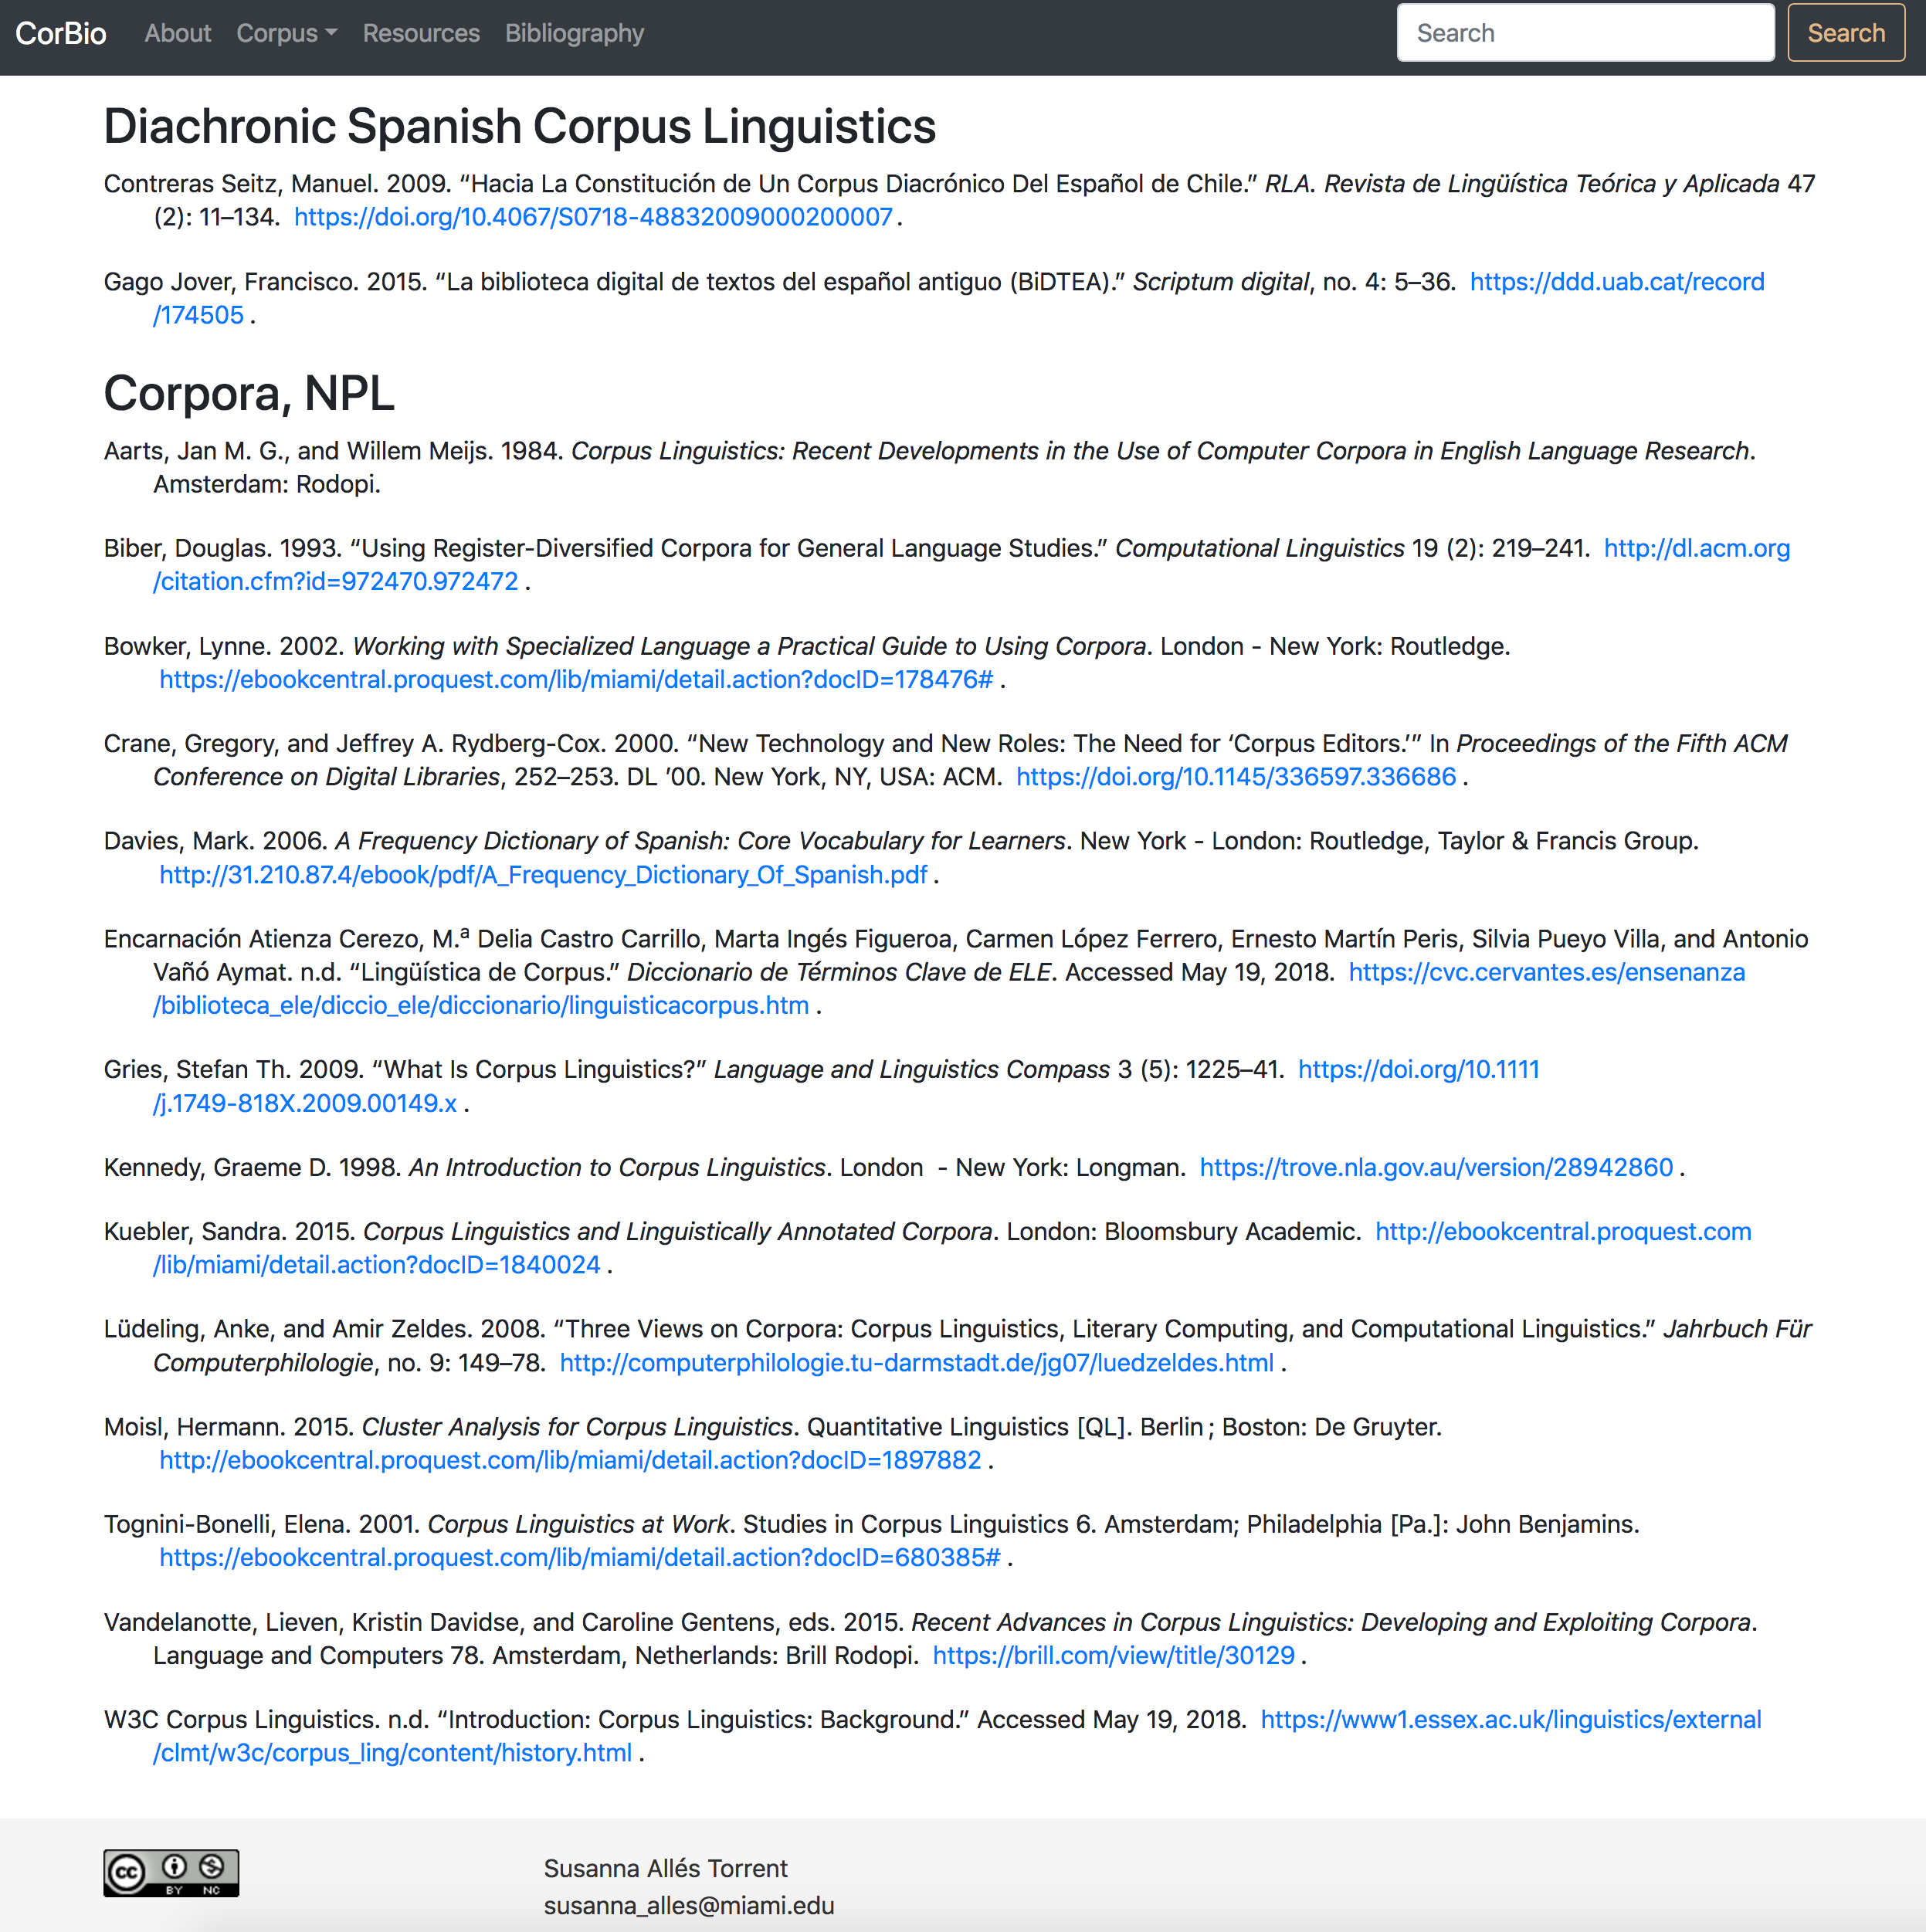 CorBio About Corpus Resources Bibliography Search Search
Diachronic Spanish Corpus Linguistics
Contreras Seitz, Manuel. 2009. “Hacia La Constitución de Un Corpus Diacrónico Del Español de Chile.” RLA. Revista de Lingüística Teórica y Aplicada 47
(2): 11–134. https://doi.org/10.4067/S0718-48832009000200007.
Gago Jover, Francisco. 2015. “La biblioteca digital de textos del español antiguo (BiDTEA).” Scriptum digital, no. 4: 5–36. https://ddd.uab.cat/record
/174505 .
Corpora, NPL
Aarts, Jan M. G., and Willem Meijs. 1984. Corpus Linguistics: Recent Developments in the Use of Computer Corpora in English Language Research.
Amsterdam: Rodopi.
Biber, Douglas. 1993. “Using Register-Diversified Corpora for General Language Studies.” Computational Linguistics 19 (2): 219–241. http://dl.acm.org
/citation.cfm?id=972470.972472 .
Bowker, Lynne. 2002. Working with Specialized Language a Practical Guide to Using Corpora. London - New York: Routledge.
https://ebookcentral.proquest.com/lib/miami/detail.action?docID=178476# .
Crane, Gregory, and Jeffrey A. Rydberg-Cox. 2000. “New Technology and New Roles: The Need for ‘Corpus Editors.’” In Proceedings of the Fifth ACM
Conference on Digital Libraries, 252–253. DL ’00. New York, NY, USA: ACM. https://doi.org/10.1145/336597.336686 .
Davies, Mark. 2006. A Frequency Dictionary of Spanish: Core Vocabulary for Learners. New York - London: Routledge, Taylor & Francis Group.
http://31.210.87.4/ebook/pdf/A_Frequency_Dictionary_Of_Spanish.pdf .
Encarnación Atienza Cerezo, M.ª Delia Castro Carrillo, Marta Ingés Figueroa, Carmen López Ferrero, Ernesto Martín Peris, Silvia Pueyo Villa, and Antonio
Vañó Aymat. n.d. “Lingüística de Corpus.” Diccionario de Términos Clave de ELE. Accessed May 19, 2018. https://cvc.cervantes.es/ensenanza
/biblioteca_ele/diccio_ele/diccionario/linguisticacorpus.htm .
Gries, Stefan Th. 2009. “What Is Corpus Linguistics?” Language and Linguistics Compass 3 (5): 1225–41. https://doi.org/10.1111
/j.1749-818X.2009.00149.x .
Kennedy, Graeme D. 1998. An Introduction to Corpus Linguistics. London - New York: Longman. https://trove.nla.gov.au/version/28942860 .
Kuebler, Sandra. 2015. Corpus Linguistics and Linguistically Annotated Corpora. London: Bloomsbury Academic. http://ebookcentral.proquest.com
/lib/miami/detail.action?docID=1840024 .
Lüdeling, Anke, and Amir Zeldes. 2008. “Three Views on Corpora: Corpus Linguistics, Literary Computing, and Computational Linguistics.” Jahrbuch Für
Computerphilologie, no. 9: 149–78. http://computerphilologie.tu-darmstadt.de/jg07/luedzeldes.html .
Moisl, Hermann. 2015. Cluster Analysis for Corpus Linguistics. Quantitative Linguistics [QL]. Berlin ; Boston: De Gruyter.
http://ebookcentral.proquest.com/lib/miami/detail.action?docID=1897882 .
Tognini-Bonelli, Elena. 2001. Corpus Linguistics at Work. Studies in Corpus Linguistics 6. Amsterdam; Philadelphia [Pa.]: John Benjamins.
https://ebookcentral.proquest.com/lib/miami/detail.action?docID=680385# .
Vandelanotte, Lieven, Kristin Davidse, and Caroline Gentens, eds. 2015. Recent Advances in Corpus Linguistics: Developing and Exploiting Corpora.
Language and Computers 78. Amsterdam, Netherlands: Brill Rodopi. https://brill.com/view/title/30129 .
W3C Corpus Linguistics. n.d. “Introduction: Corpus Linguistics: Background.” Accessed May 19, 2018. https://www1.essex.ac.uk/linguistics/external
/clmt/w3c/corpus_ling/content/history.html .
cc BY NC
Susanna Allés Torrent
susanna_alles@miami.edu